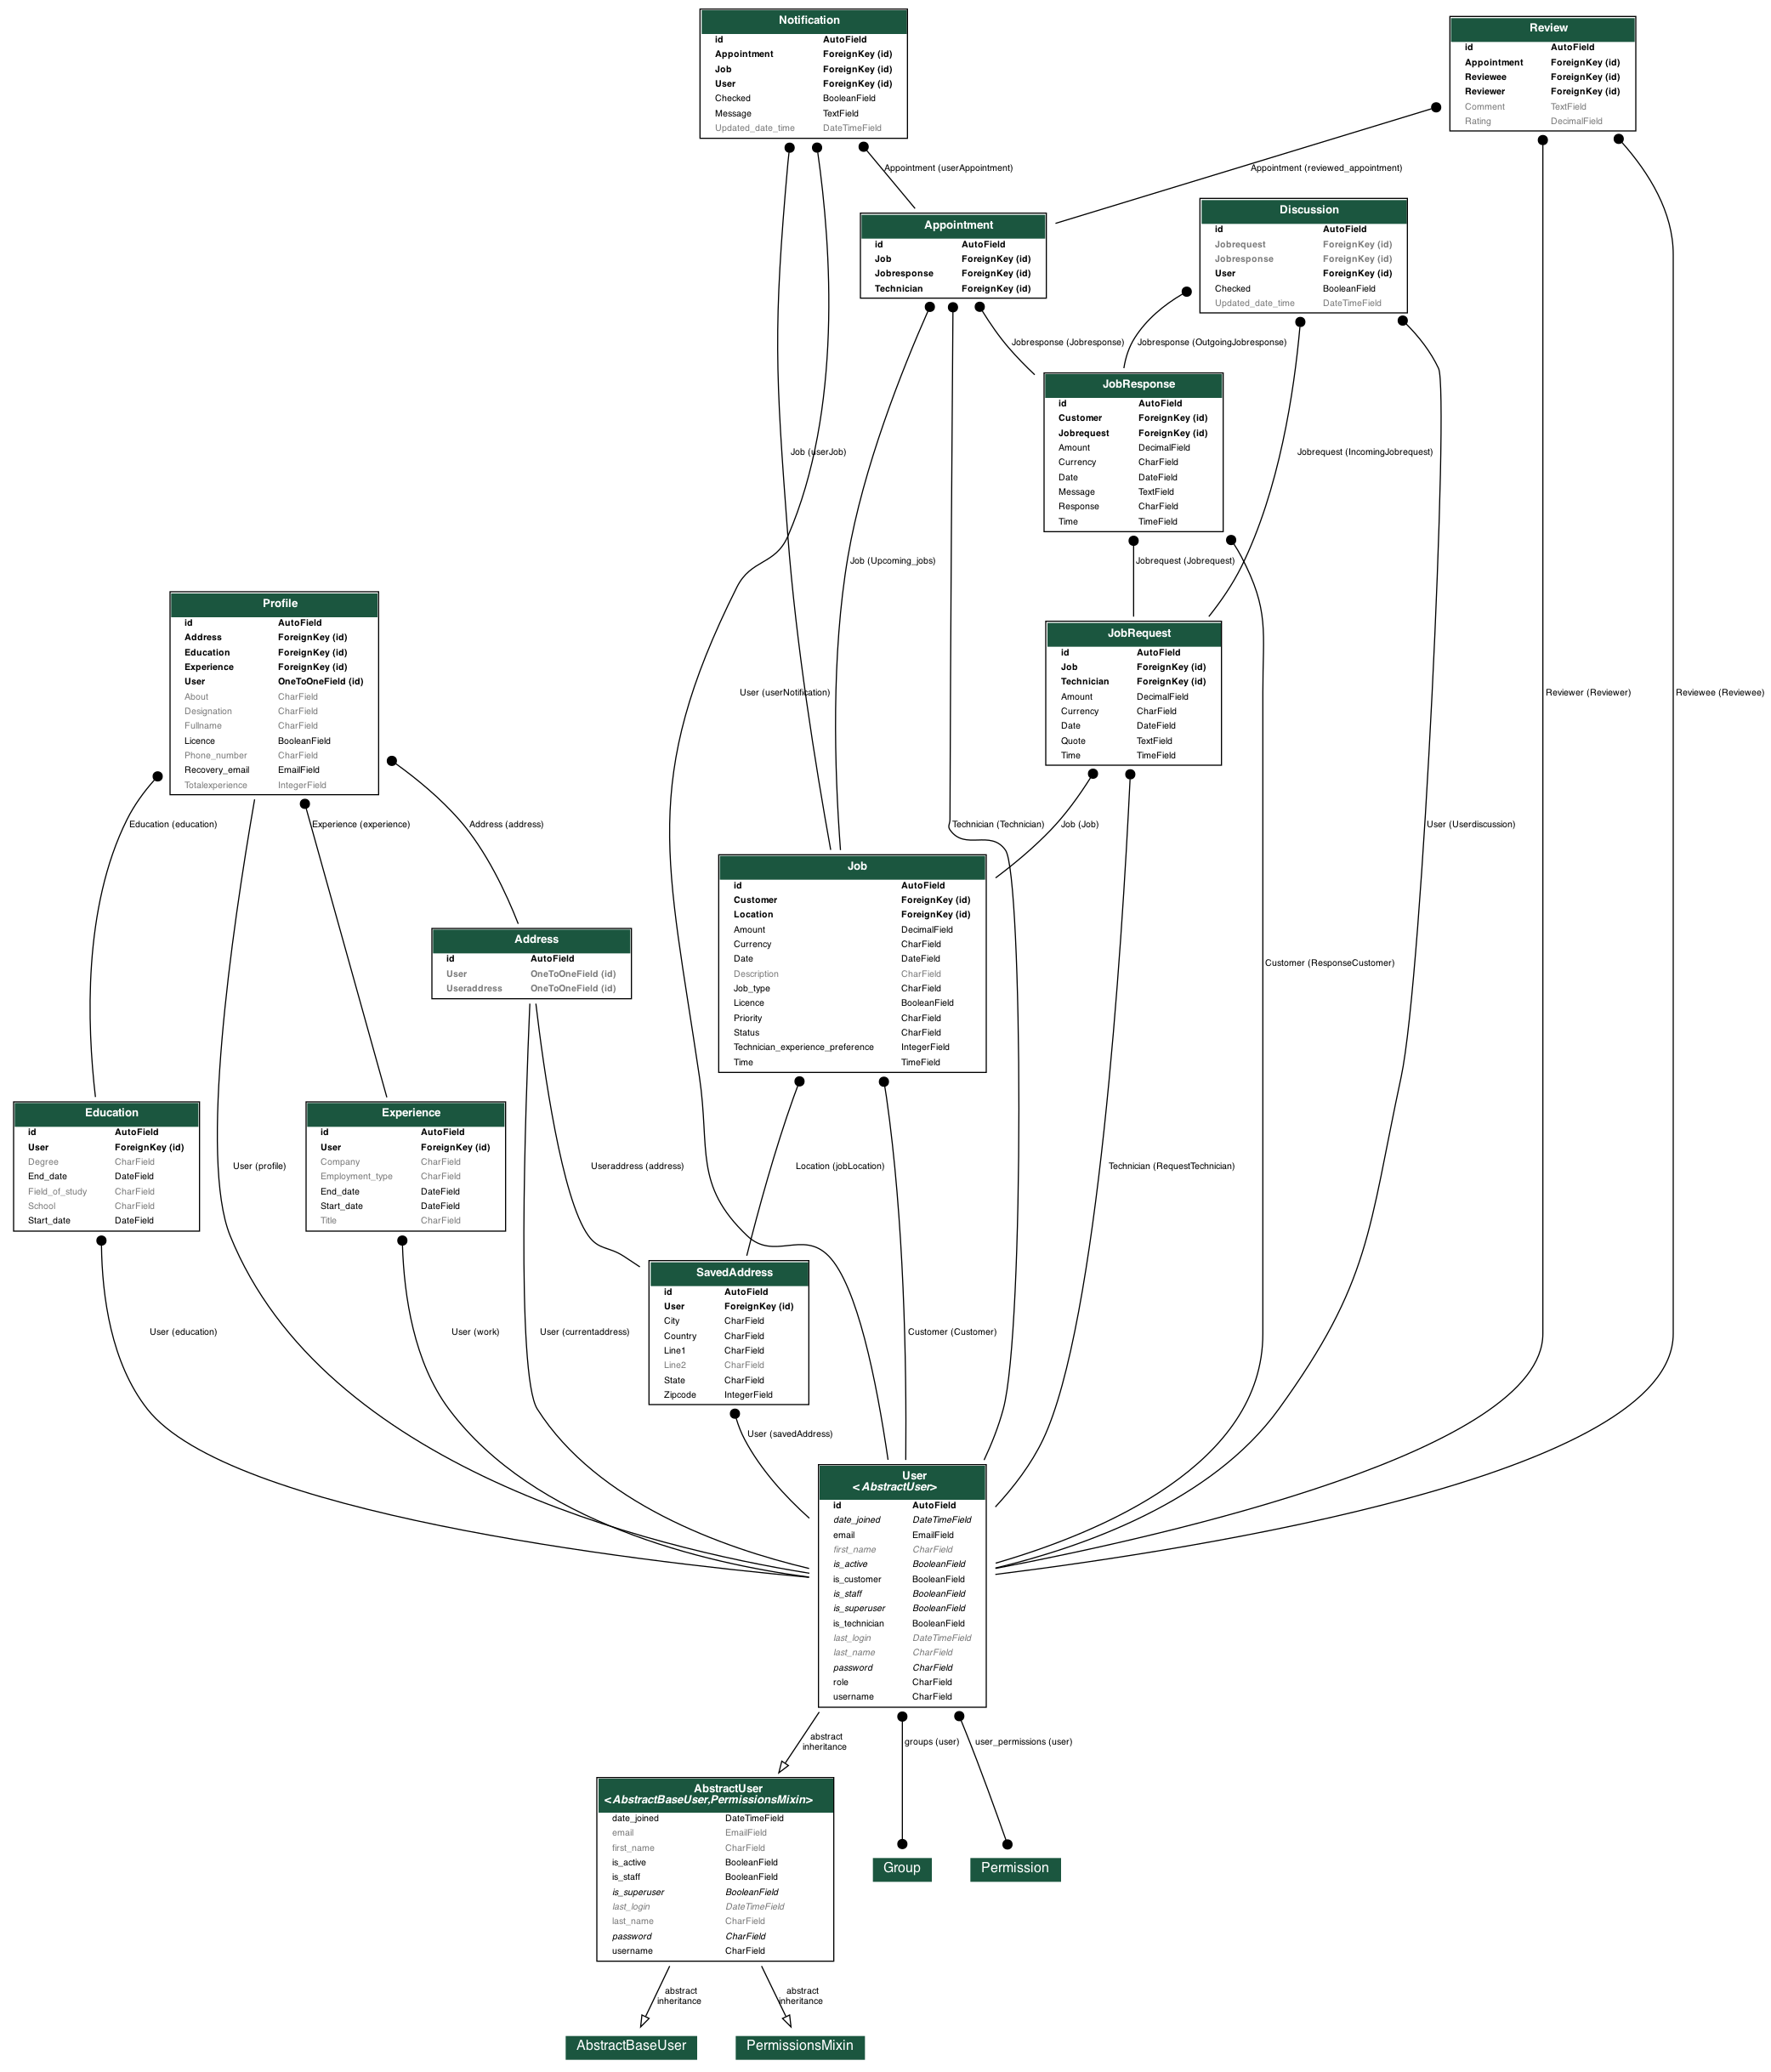 Notification
id AutoField
Appointment ForeignKey (id)
Job ForeignKey (id)
User ForeignKey (id)
Checked BooleanField
Message TextField
Updated_date_time DateTimeField
Review
id AutoField
Appointment ForeignKey (id)
Reviewee ForeignKey (id)
Reviewer ForeignKey (id)
Comment TextField
Rating DecimalField
Appointment (userAppointment)
Appointment (reviewed_appointment)
Appointment
id AutoField
Job ForeignKey (id)
Jobresponse ForeignKey (id)
Technician ForeignKey (id)
Discussion
id AutoField
Jobrequest ForeignKey (id)
Jobresponse ForeignKey (id)
User ForeignKey (id)
Checked BooleanField
Updated_date_time DateTimeField
Jobresponse (Jobresponse)
Jobresponse (OutgoingJobresponse)
JobResponse
id AutoField
Customer ForeignKey (id)
Jobrequest ForeignKey (id)
Amount DecimalField
Currency CharField
Date DateField
Message TextField
Response CharField
Time TimeField
Job (userJob)
Jobrequest (IncomingJobrequest)
Job (Upcoming_jobs)
Jobrequest (Jobrequest)
Profile
id AutoField
Address ForeignKey (id)
Education ForeignKey (id)
Experience ForeignKey (id)
User OneToOneField (id)
About CharField
Designation CharField
Fullname CharField
Licence BooleanField
Phone_number CharField
Recovery_email EmailField
Totalexperience IntegerField
JobRequest
id AutoField
Job ForeignKey (id)
Technician ForeignKey (id)
Amount DecimalField
Currency CharField
Date DateField
Quote TextField
Time TimeField
User (userNotification)
Reviewer (Reviewer)
Reviewee (Reviewee)
Education (education)
Experience (experience)
Address (address)
Technician (Technician)
Job (Job)
User (Userdiscussion)
Job
id AutoField
Customer ForeignKey (id)
Location ForeignKey (id)
Amount DecimalField
Currency CharField
Date DateField
Description CharField
Job_type CharField
Licence BooleanField
Priority CharField
Status CharField
Technician_experience_preference IntegerField
Time TimeField
Address
id AutoField
User OneToOneField (id)
Useraddress OneToOneField (id)
Customer (ResponseCustomer)
Education
id AutoField
User ForeignKey (id)
Degree CharField
End_date DateField
Field_of_study CharField
School CharField
Start_date DateField
Experience
id AutoField
User ForeignKey (id)
Company CharField
Employment_type CharField
End_date DateField
Start_date DateField
Title CharField
User (profile)
Useraddress (address)
Location (jobLocation)
Technician (RequestTechnician)
SavedAddress
id AutoField
User ForeignKey (id)
City CharField
Country CharField
Line1 CharField
Line2 CharField
State CharField
Zipcode IntegerField
User (education)
User (work)
User (currentaddress)
Customer (Customer)
User (savedAddress)
User
<AbstractUser>
id AutoField
date_joined DateTimeField
email EmailField
first_name CharField
is_active BooleanField
is_customer BooleanField
is_staff BooleanField
is_superuser BooleanField
is_technician BooleanField
last_login DateTimeField
last_name CharField
password CharField
role CharField
username CharField
abstract
inheritance
groups (user)
user_permissions (user)
AbstractUser
<AbstractBaseUser,PermissionsMixin>
date_joined DateTimeField
email EmailField
first_name CharField
is_active BooleanField
is_staff BooleanField
is_superuser BooleanField
last_login DateTimeField
last_name CharField
password CharField
username CharField
Group
Permission
abstract
inheritance
abstract
inheritance
AbstractBaseUser
PermissionsMixin